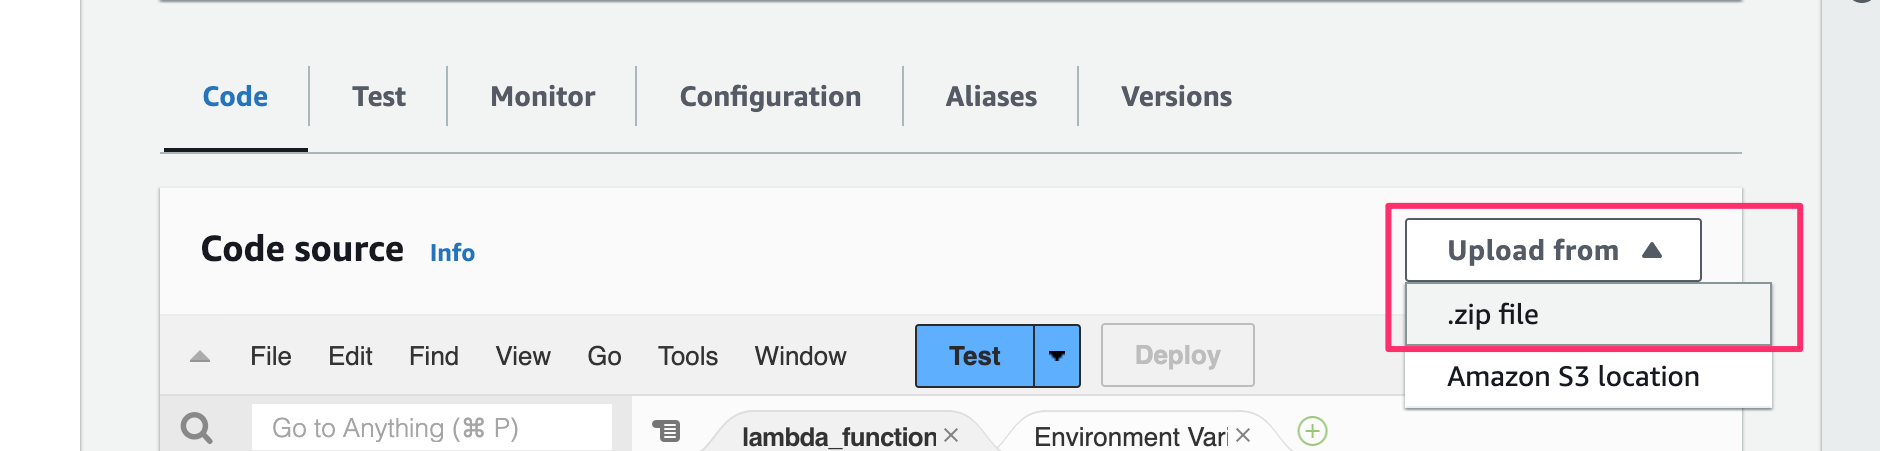 Code Test Monitor Configuration Aliases Versions
Code source Info
Upload from
.zip file
Amazon S3 location
File Edit Find View Go Tools Window Test Deploy
Go to Anything (⌘ P)
lambda_function × Environment Vari ×